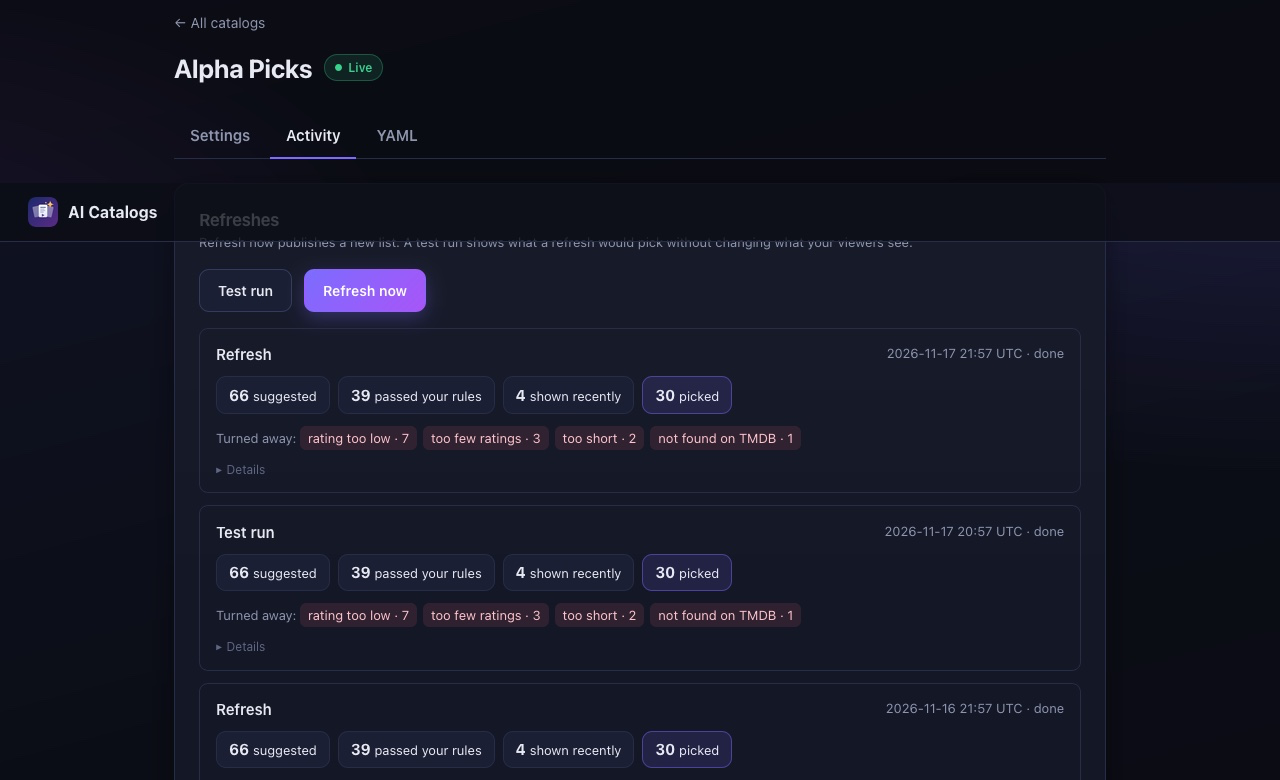 ← All catalogs
Alpha Picks
Live
Settings
Activity
YAML
AI Catalogs
Refreshes
Refresh now publishes a new list. A test run shows what a refresh would pick without changing what your viewers see.
Test run
Refresh now
Refresh
2026-11-17 21:57 UTC · done
66 suggested
39 passed your rules
4 shown recently
30 picked
Turned away: rating too low · 7 too few ratings · 3 too short · 2 not found on TMDB · 1
▸ Details
Test run
2026-11-17 20:57 UTC · done
66 suggested
39 passed your rules
4 shown recently
30 picked
Turned away: rating too low · 7 too few ratings · 3 too short · 2 not found on TMDB · 1
▸ Details
Refresh
2026-11-16 21:57 UTC · done
66 suggested
39 passed your rules
4 shown recently
30 picked